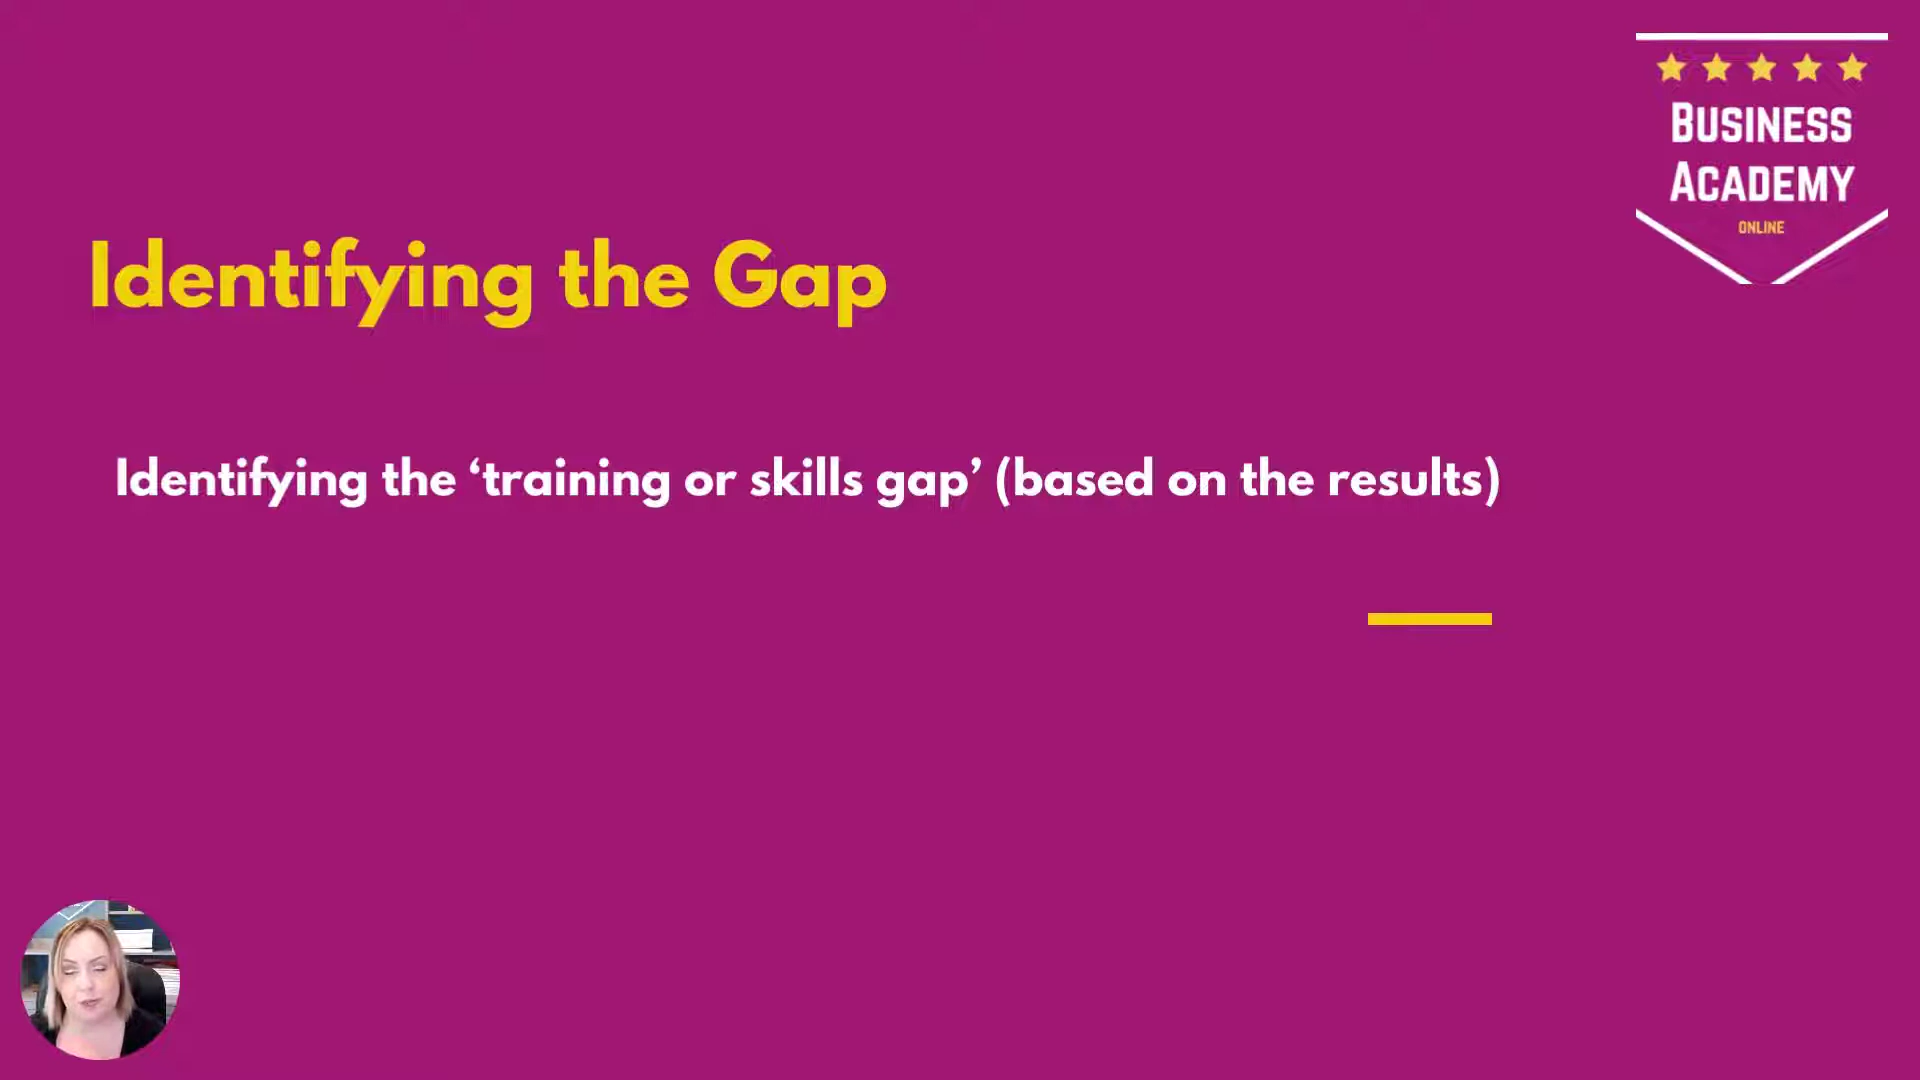 BUSINESS
ACADEMY
ONLINE
Identifying the Gap
Identifying the ‘training or skills gap’ (based on the results)